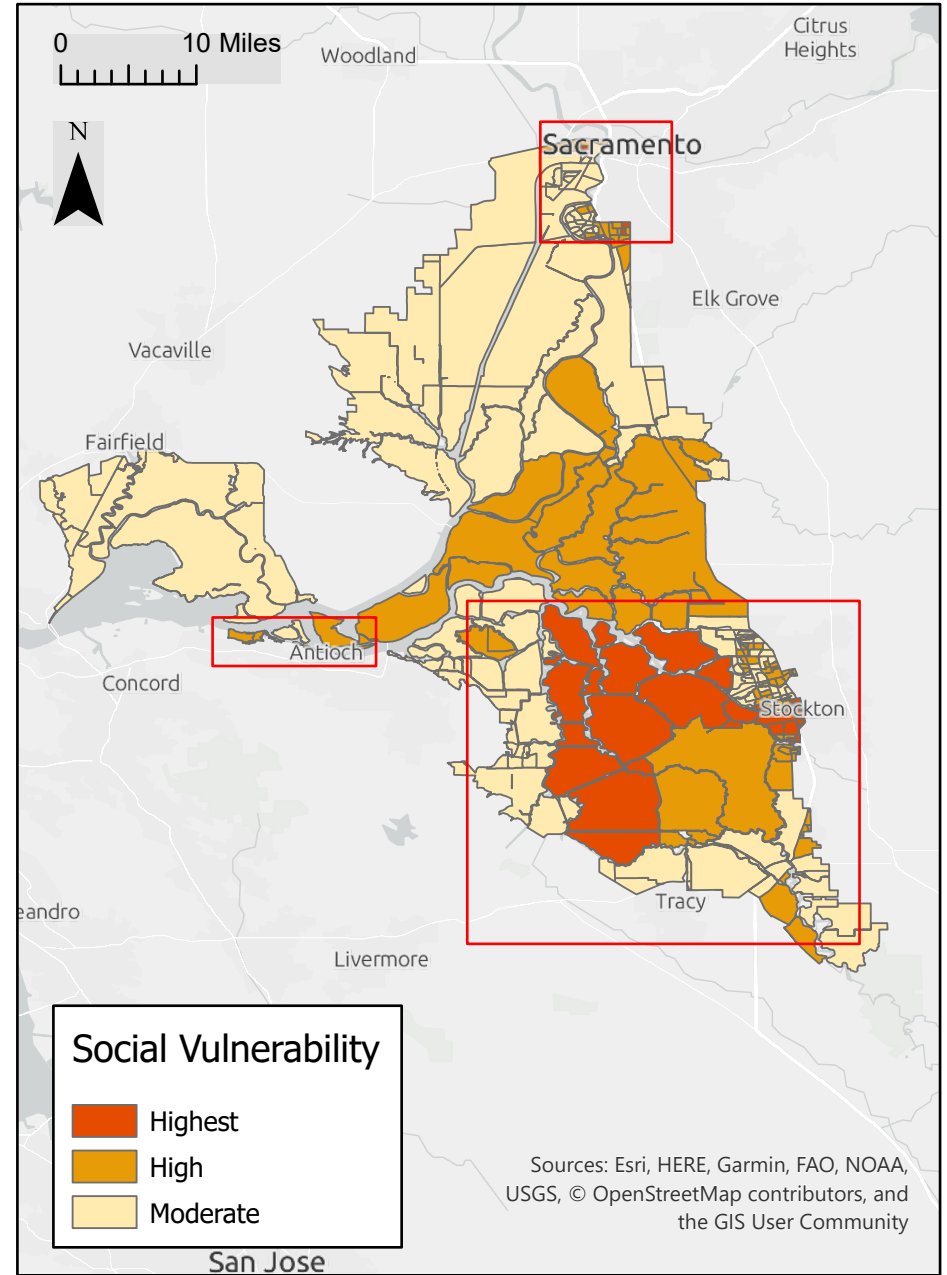 0 10 Miles
N
Citrus
Heights
Woodland
Sacramento
Elk Grove
Vacaville
Fairfield
Antioch
Concord
Stockton
Tracy
eandro
Livermore
Social Vulnerability
Highest
High
Moderate
Sources: Esri, HERE, Garmin, FAO, NOAA,
USGS, © OpenStreetMap contributors, and
the GIS User Community
San Jose